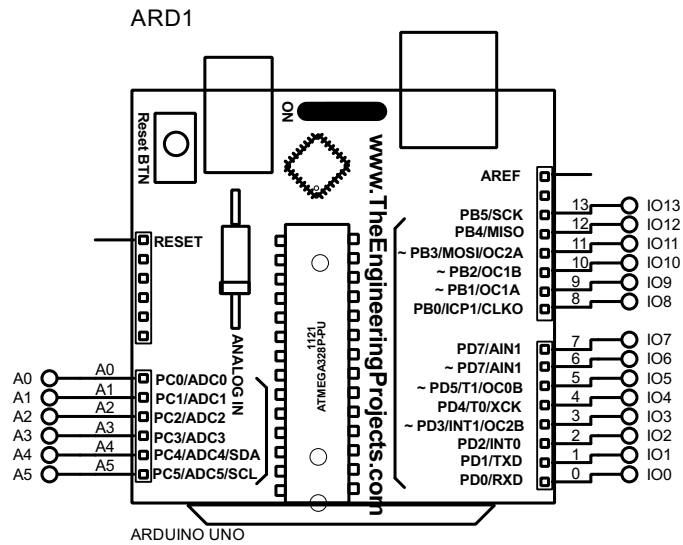 ARD1
ON
Reset BTN
www.TheEngineeringProjects.com
RESET
ANALOG IN
1121
ATMEGA328P-PU
A0 A0 PC0/ADC0
A1 A1 PC1/ADC1
A2 A2 PC2/ADC2
A3 A3 PC3/ADC3
A4 A4 PC4/ADC4/SDA
A5 A5 PC5/ADC5/SCL
AREF
PB5/SCK 13 IO13
PB4/MISO 12 IO12
~ PB3/MOSI/OC2A 11 IO11
~ PB2/OC1B 10 IO10
~ PB1/OC1A 9 IO9
PB0/ICP1/CLKO 8 IO8
PD7/AIN1 7 IO7
~ PD7/AIN1 6 IO6
~ PD5/T1/OC0B 5 IO5
PD4/T0/XCK 4 IO4
~ PD3/INT1/OC2B 3 IO3
PD2/INT0 2 IO2
PD1/TXD 1 IO1
PD0/RXD 0 IO0
ARDUINO UNO